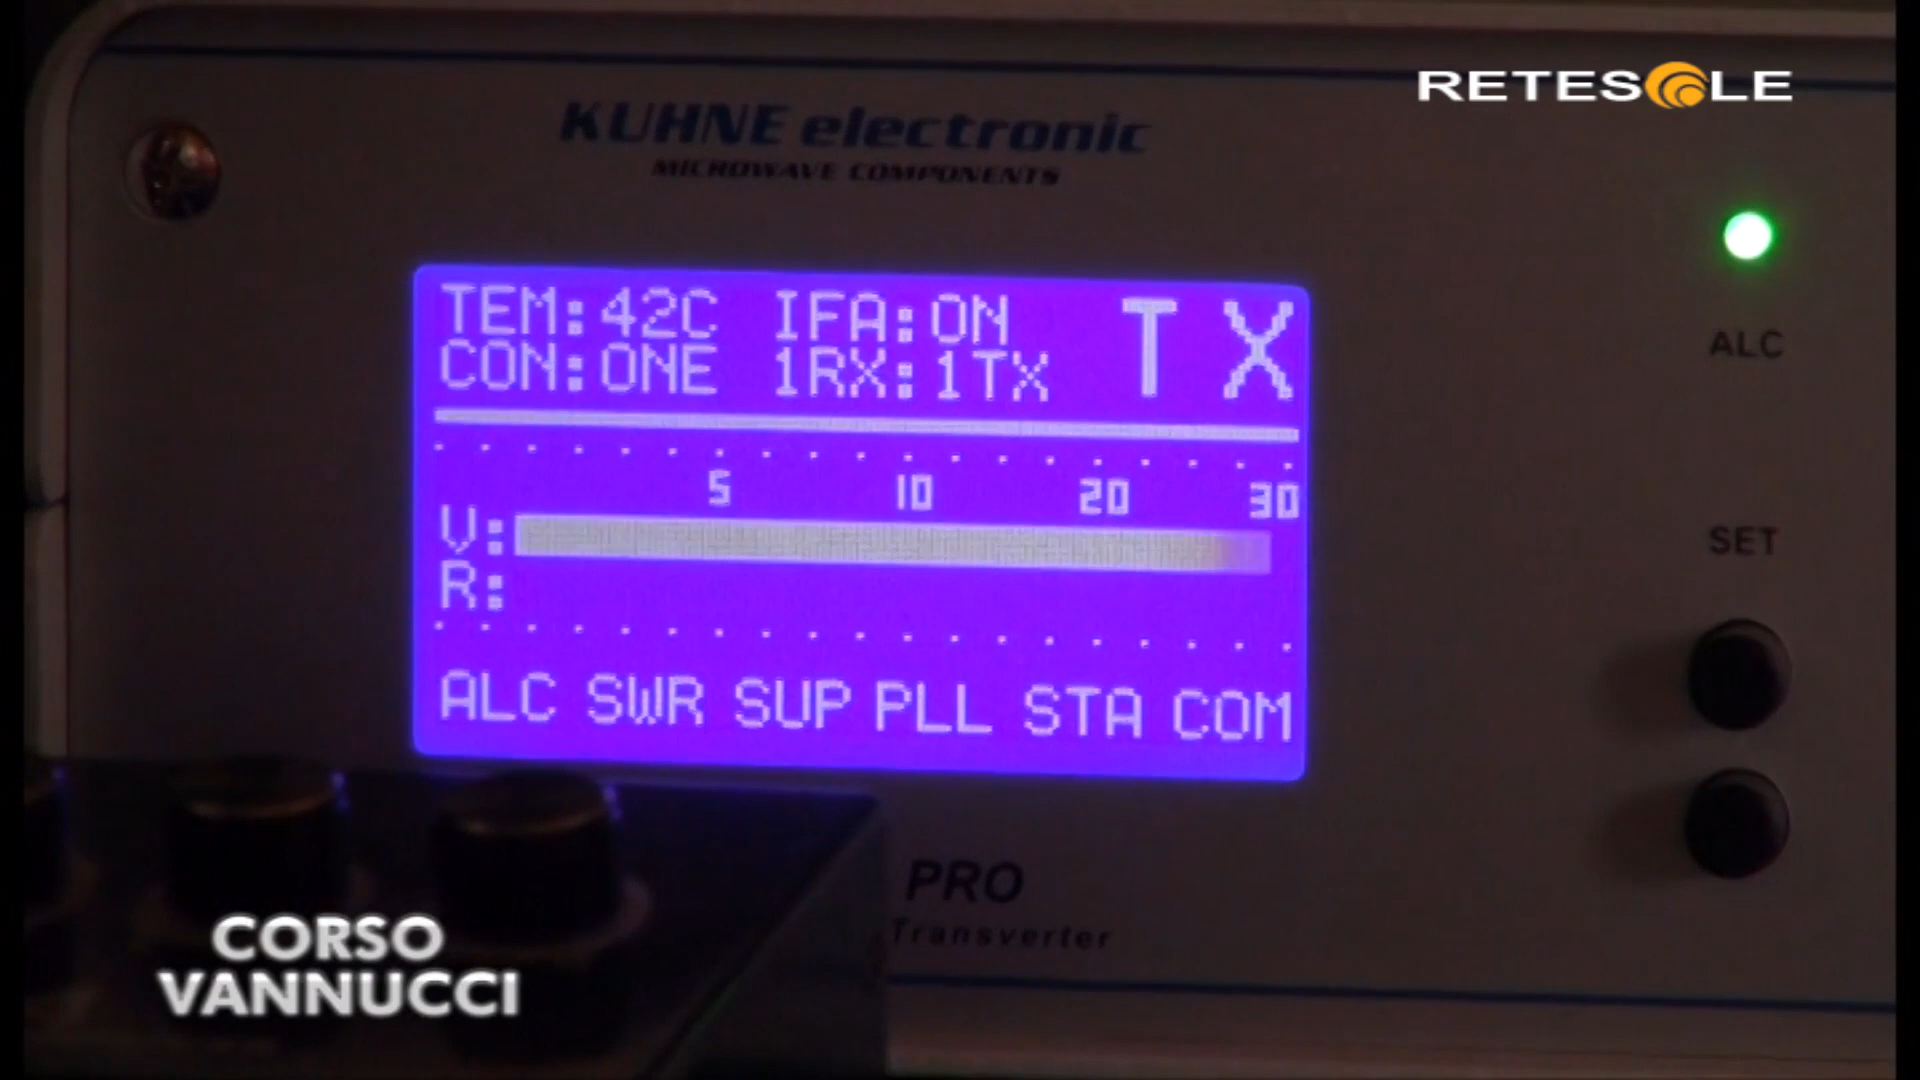 RETESOLE
KUHNE electronic
MICROWAVE COMPONENTS
TEM:42C IFA:ON TX
CON:ONE 1RX:1TX
5 10 20 30
V:
R:
ALC SWR SUP PLL STA COM
ALC
SET
PRO
Transverter
CORSO
VANNUCCI